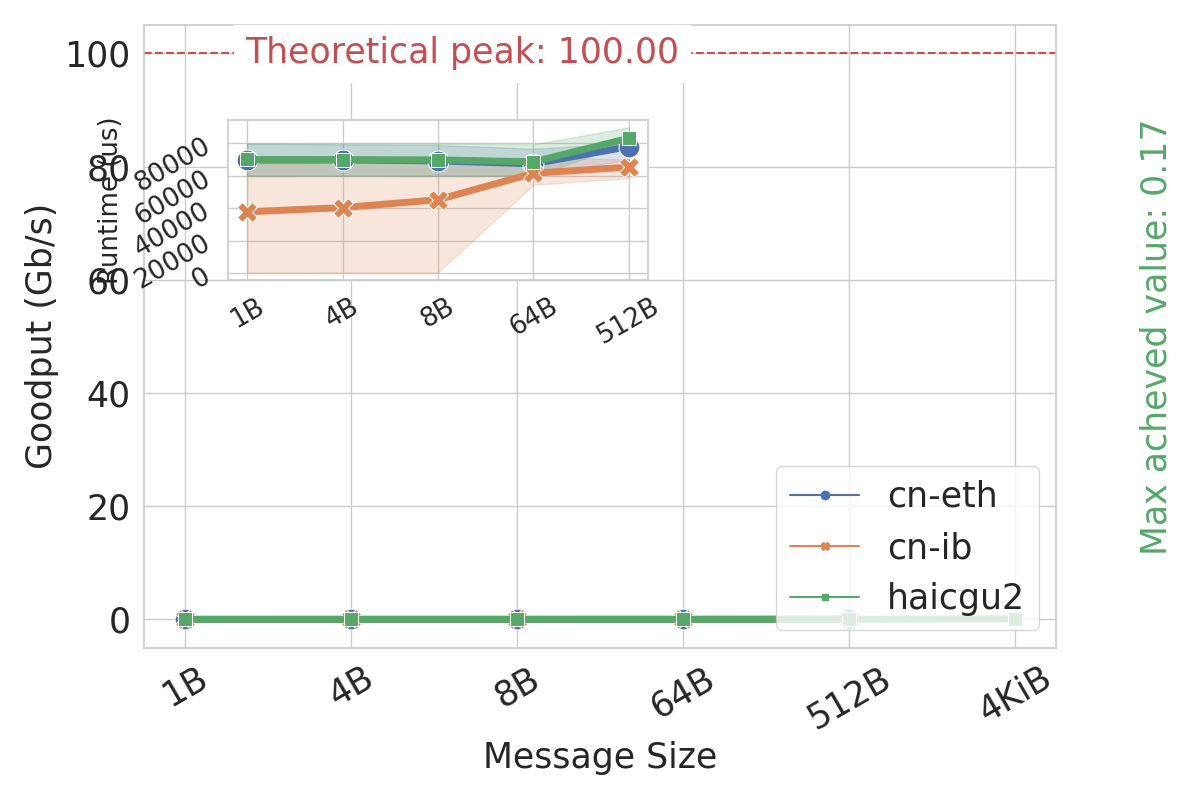 Theoretical peak: 100.00
100
80
60
40
20
0
Goodput (Gb/s)
80000
60000
40000
20000
0
1B
4B
8B
64B
512B
cn-eth
cn-ib
haicgu2
1B
4B
8B
64B
512B
4KiB
Message Size
Max acheved value: 0.17